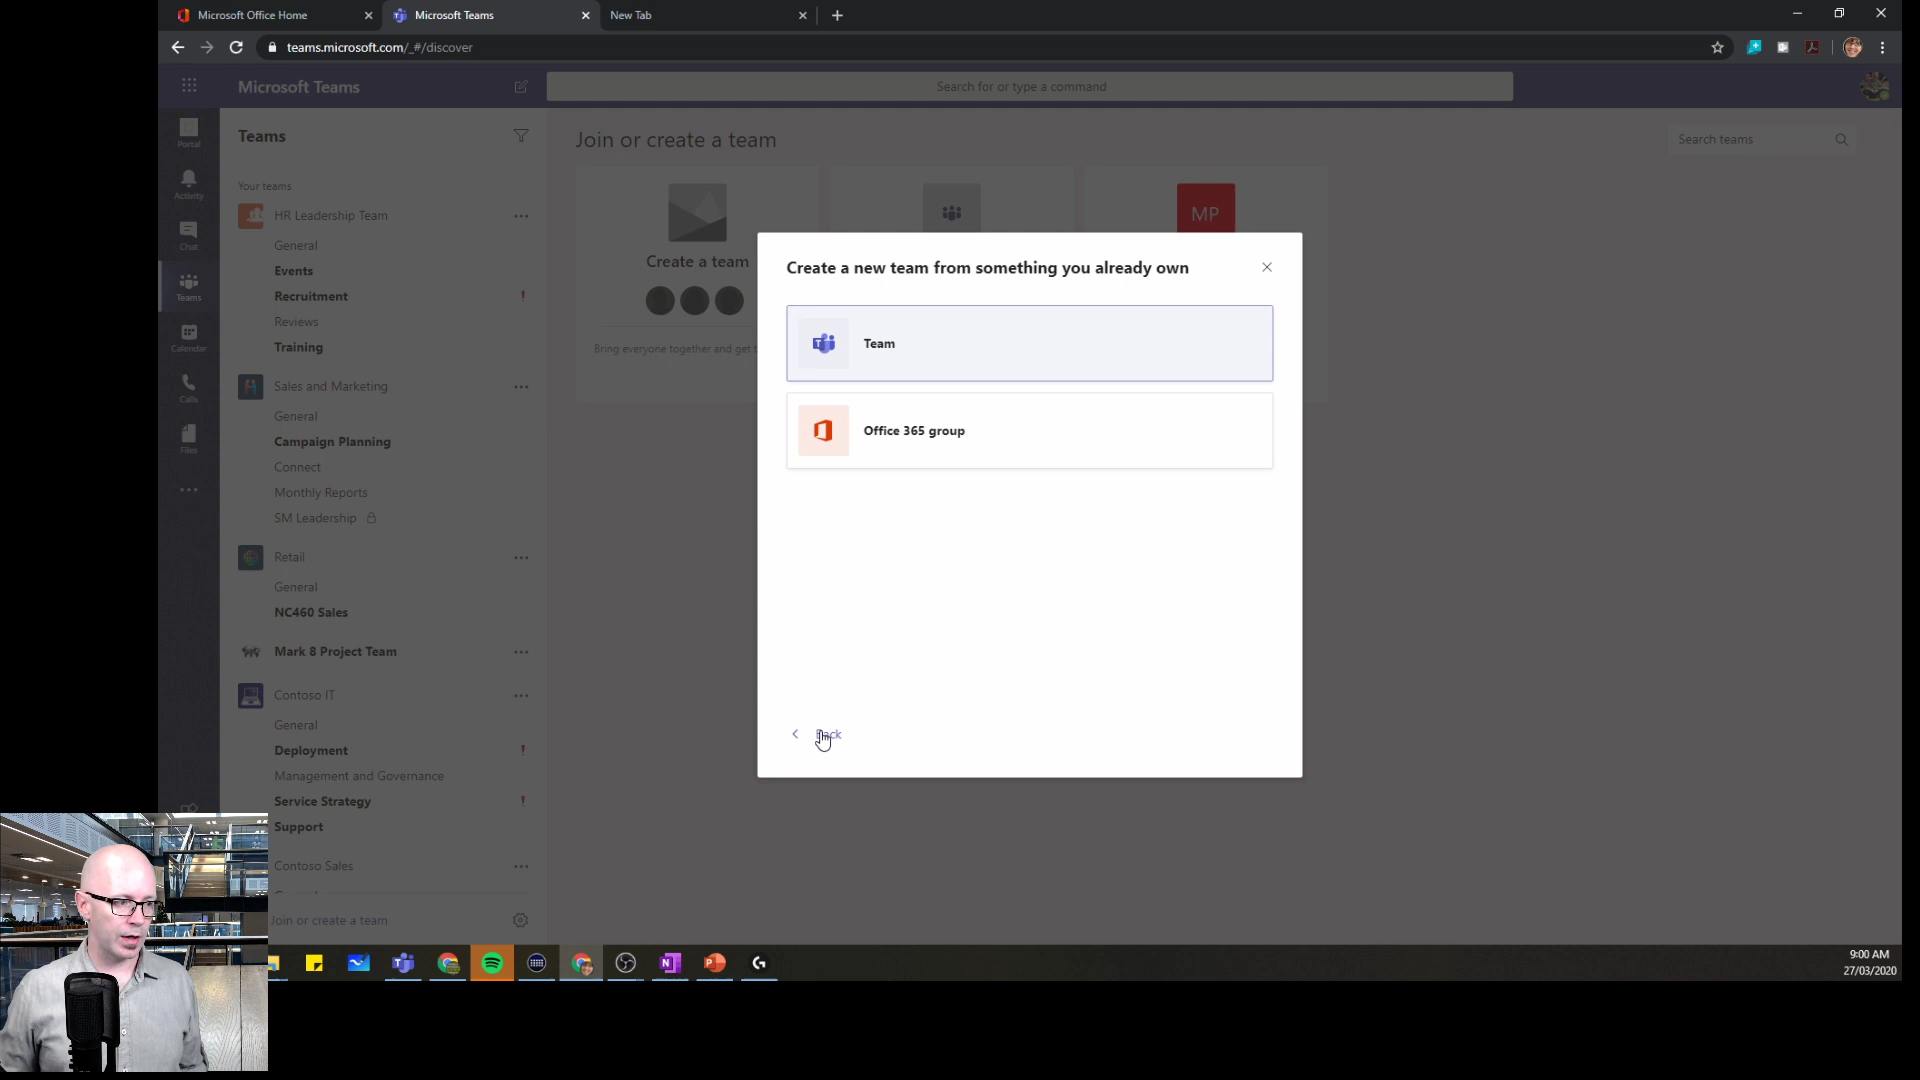 Microsoft Office Home
Microsoft Teams
New Tab
teams.microsoft.com/_#/discover
Microsoft Teams
Search for or type a command
Portal
Activity
Chat
Teams
Calendar
Calls
Files
Teams
Your teams
HR Leadership Team
General
Events
Recruitment
Reviews
Training
Sales and Marketing
General
Campaign Planning
Connect
Monthly Reports
SM Leadership
Retail
General
NC460 Sales
Mark 8 Project Team
Contoso IT
General
Deployment
Management and Governance
Service Strategy
Support
Contoso Sales
Join or create a team
Join or create a team
Search teams
Create a team
Bring everyone together and get
MP
Create a new team from something you already own
Team
Office 365 group
Back
9:00 AM
27/03/2020